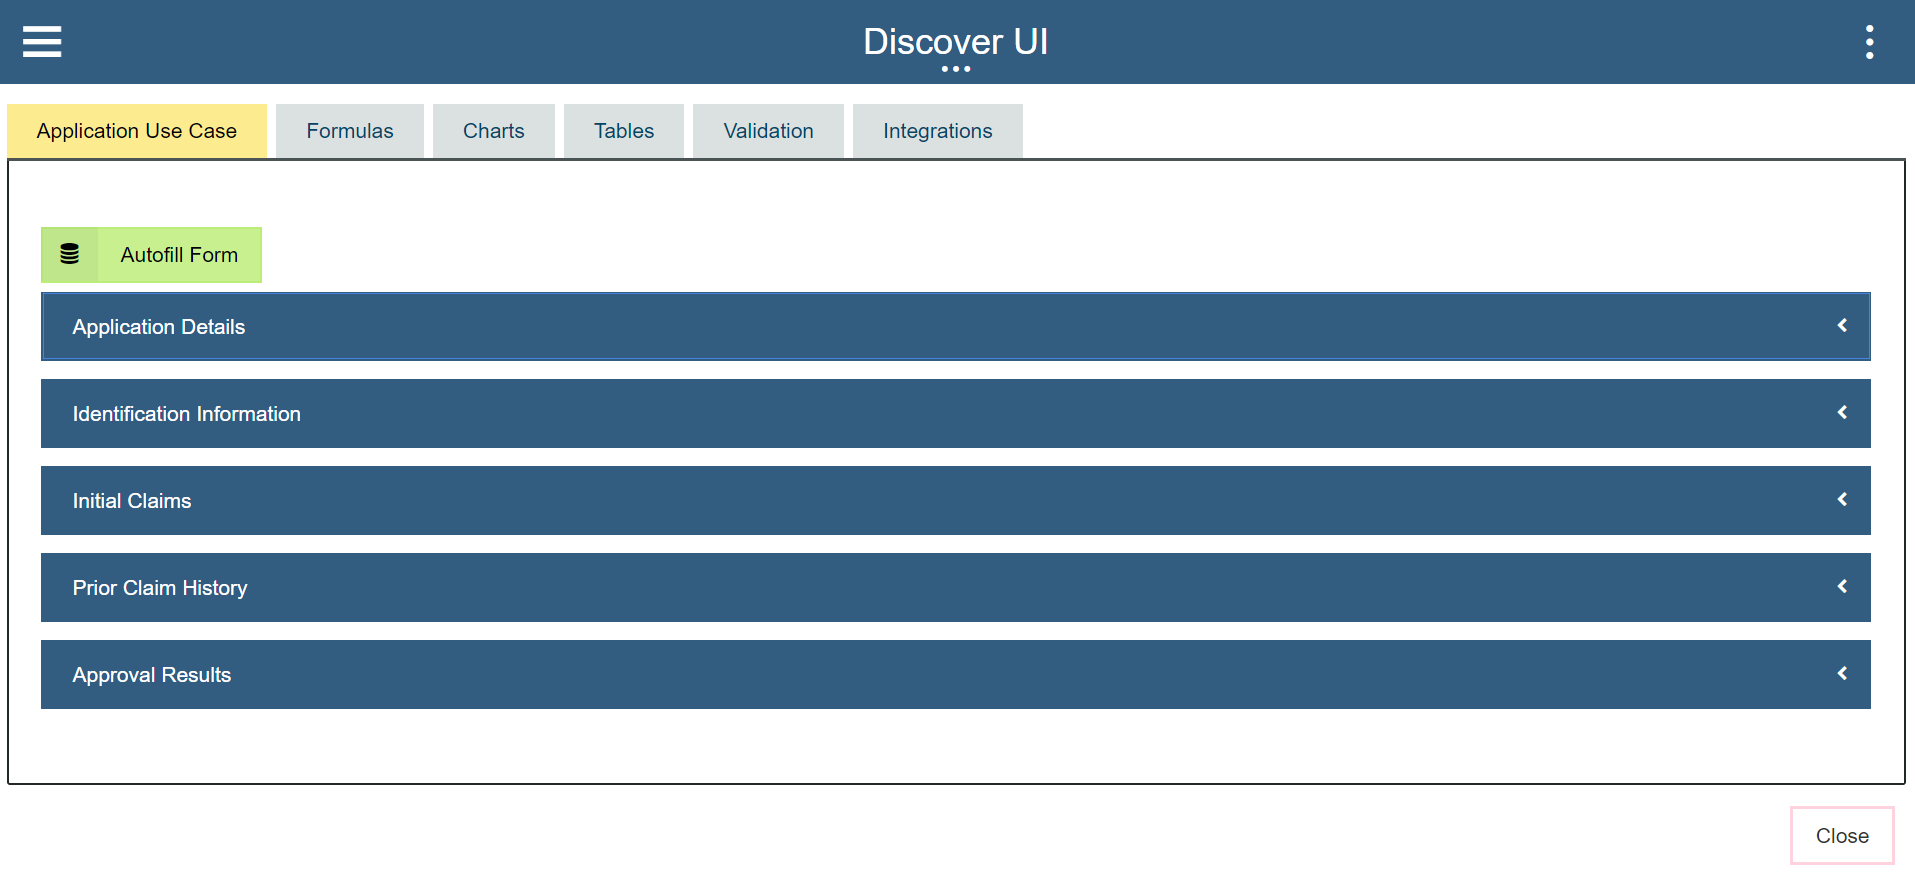 Discover UI
Application Use Case
Formulas
Charts
Tables
Validation
Integrations
Autofill Form
Application Details
Identification Information
Initial Claims
Prior Claim History
Approval Results
Close